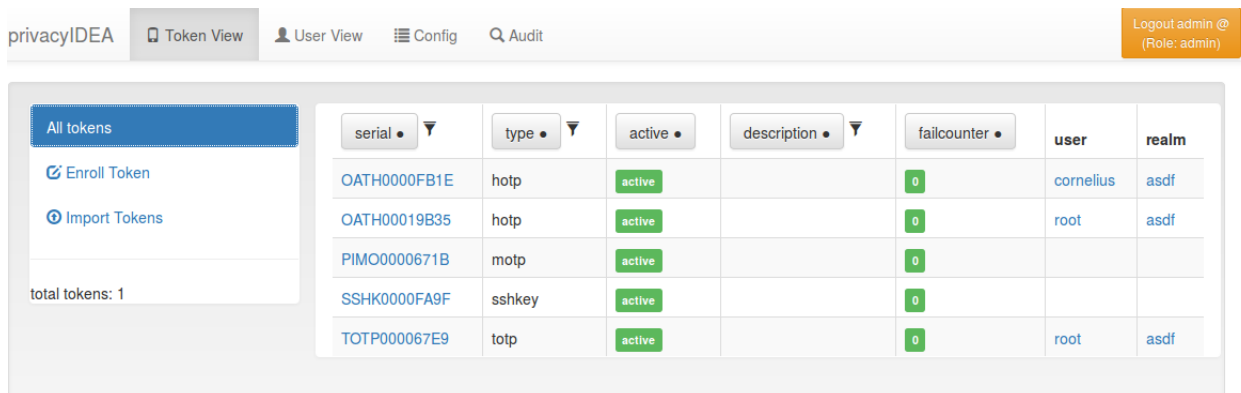 privacyIDEA Token View User View Config Audit Logout admin @
(Role: admin)
All tokens
Enroll Token
Import Tokens
total tokens: 1
serial ● type ● active ● description ● failcounter ● user realm
OATH0000FB1E hotp active 0 cornelius asdf
OATH00019B35 hotp active 0 root asdf
PIMO0000671B motp active 0
SSHK0000FA9F sshkey active 0
TOTP000067E9 totp active 0 root asdf